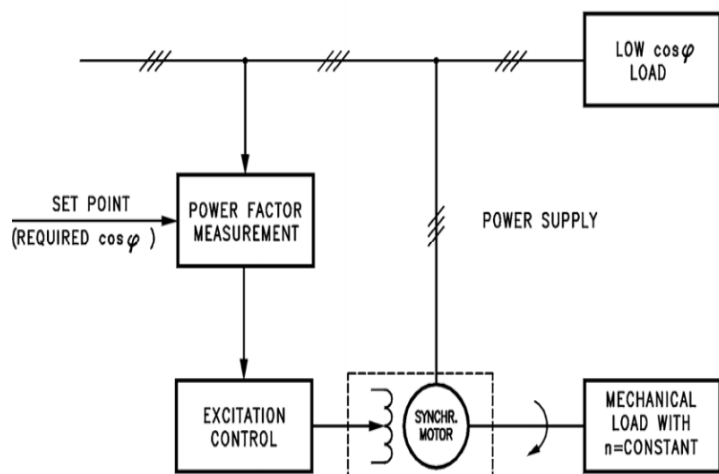 LOW cosφ
LOAD
SET POINT
(REQUIRED cosφ )
POWER FACTOR
MEASUREMENT
POWER SUPPLY
EXCITATION
CONTROL
SYNCHR.
MOTOR
MECHANICAL
LOAD WITH
n=CONSTANT